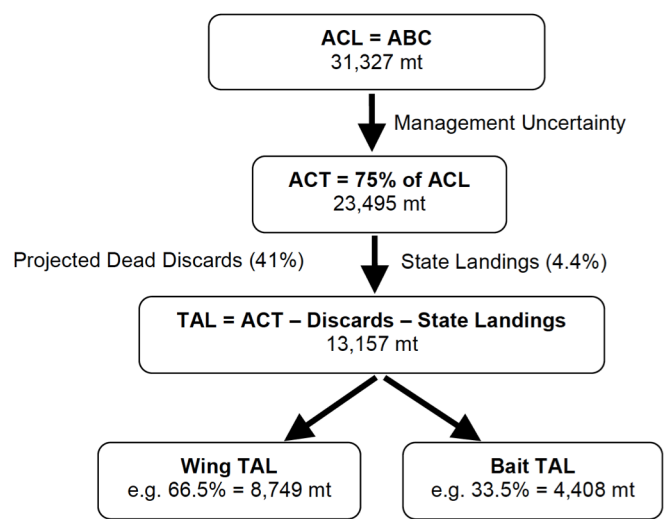 ACL = ABC
31,327 mt
Management Uncertainty
ACT = 75% of ACL
23,495 mt
Projected Dead Discards (41%)
State Landings (4.4%)
TAL = ACT – Discards – State Landings
13,157 mt
Wing TAL
e.g. 66.5% = 8,749 mt
Bait TAL
e.g. 33.5% = 4,408 mt